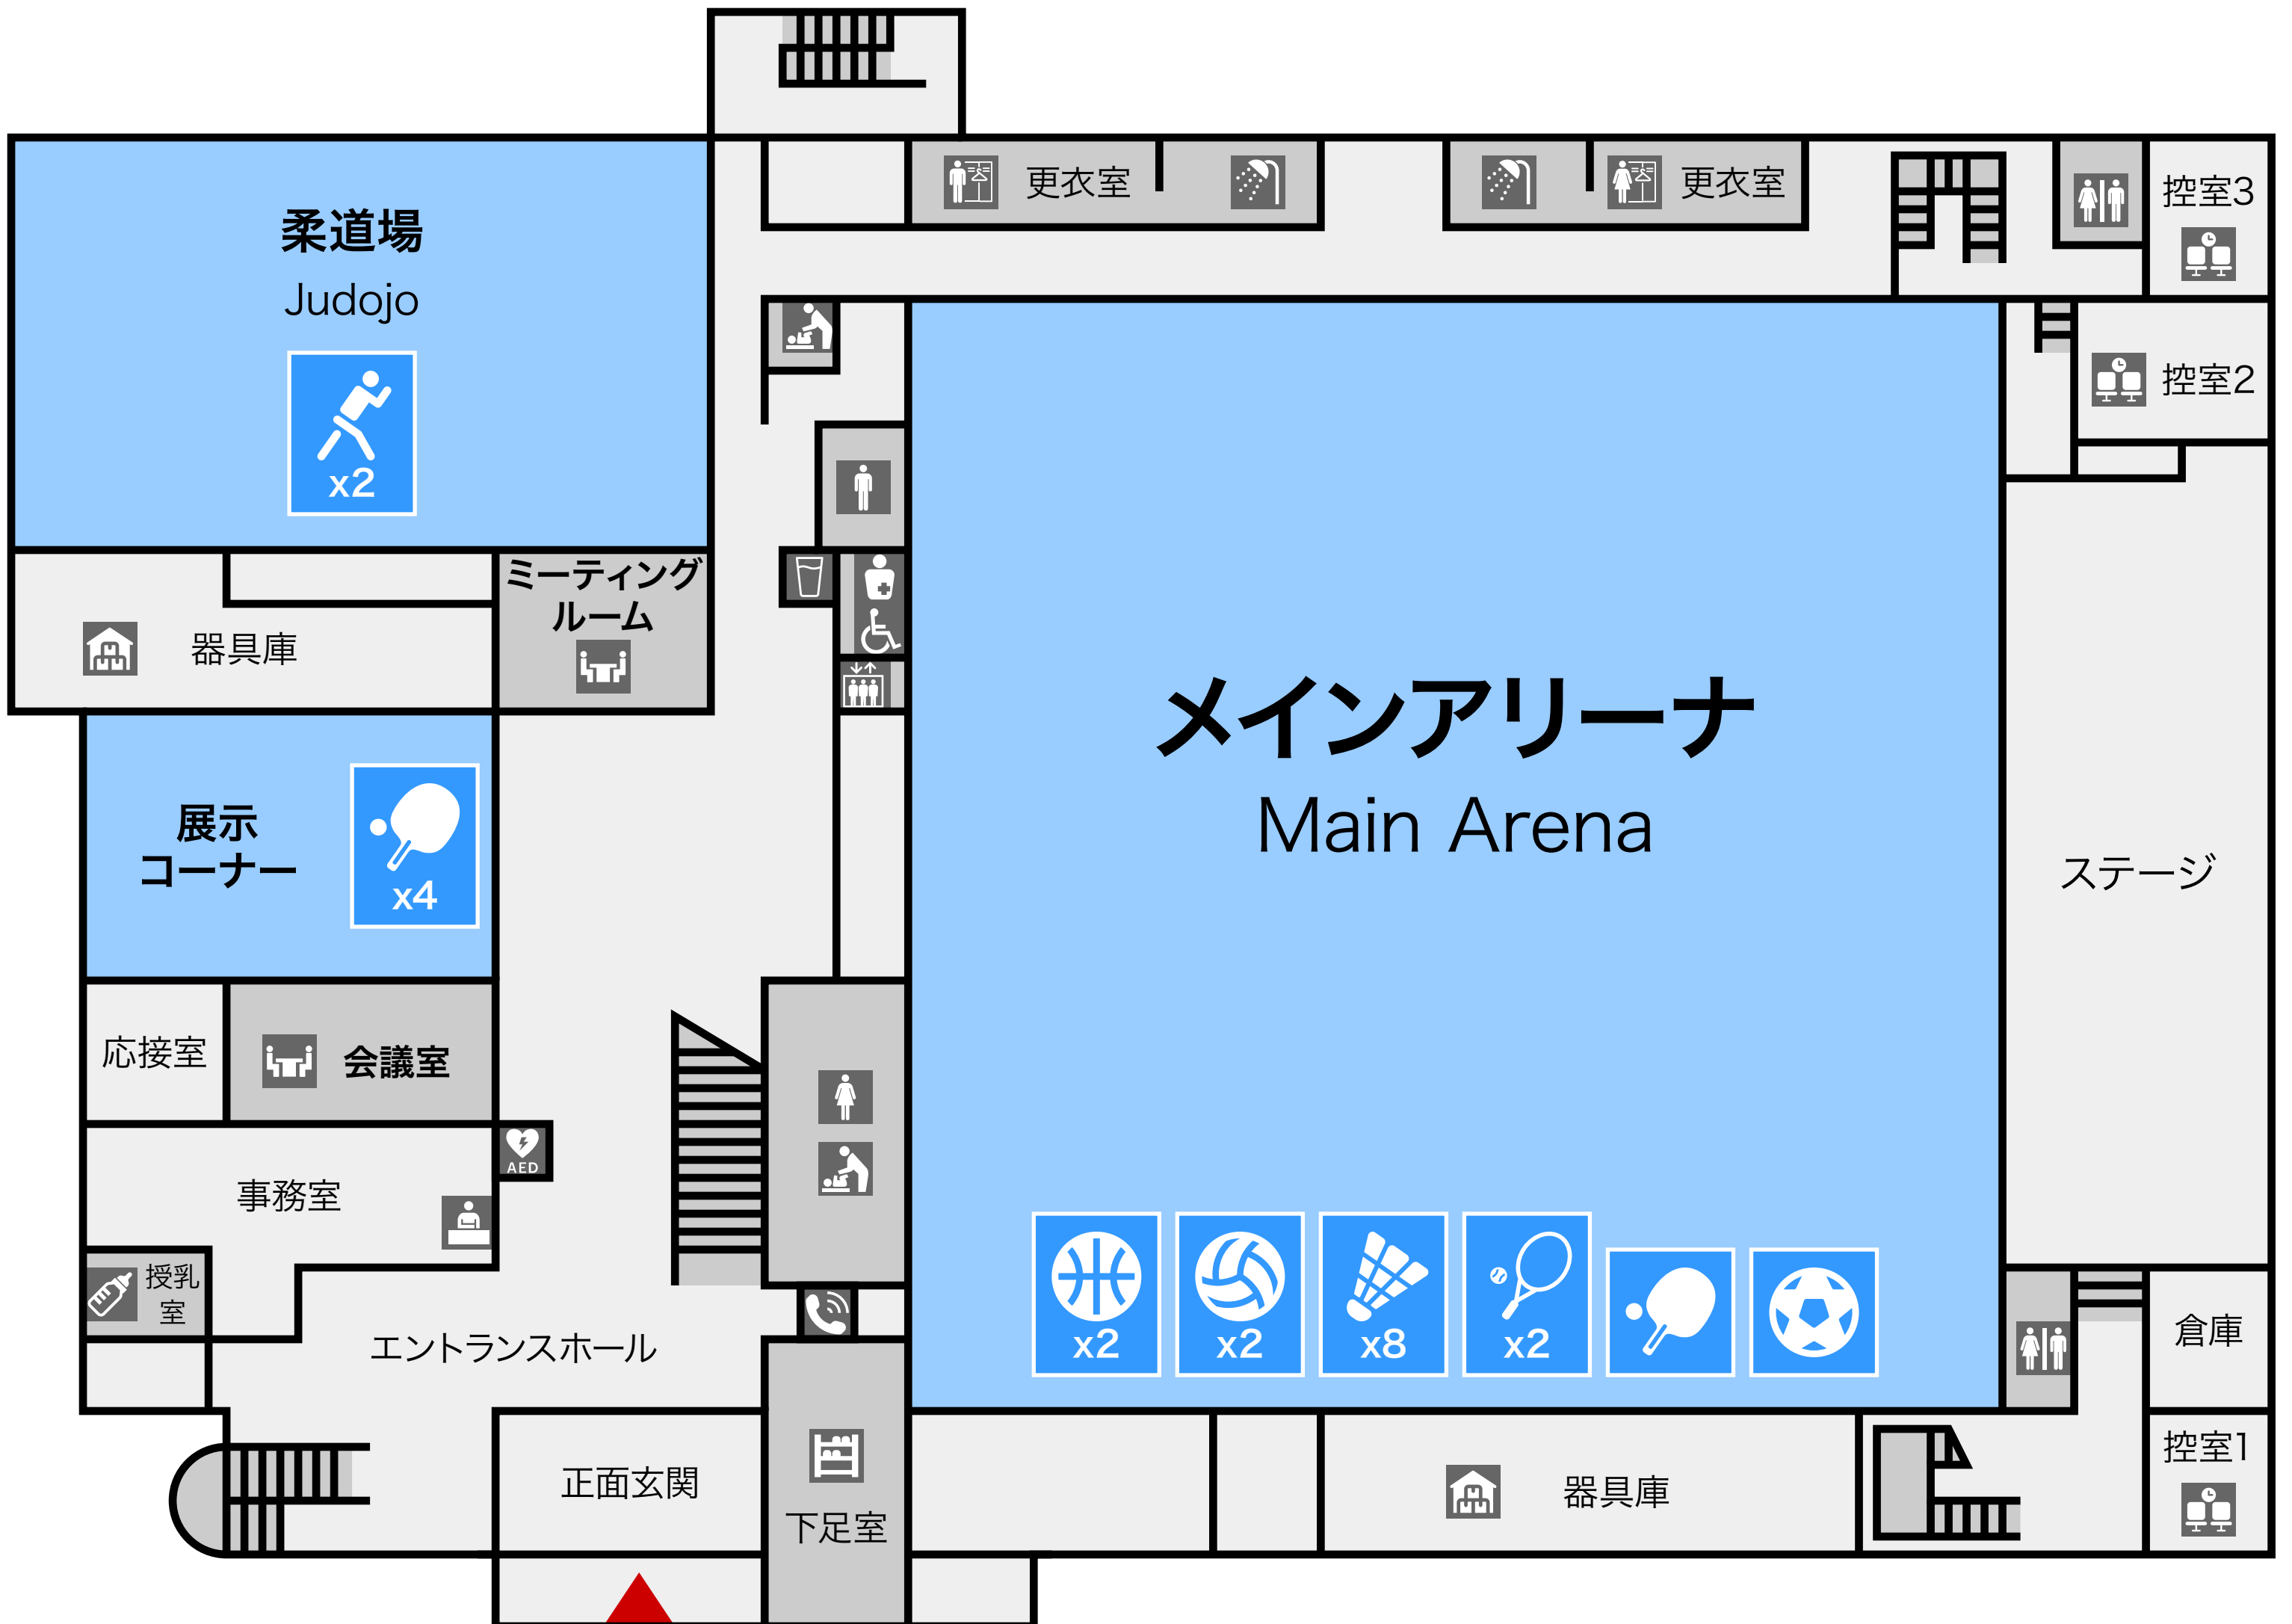 更衣室
更衣室
控室3
柔道場
Judojo
x2
控室2
ミーティング
ルーム
器具庫
メインアリーナ
Main Arena
展示
コーナー
x4
ステージ
応接室
会議室
AED
事務室
授乳
室
エントランスホール
x2
x2
x8
x2
倉庫
正面玄関
下足室
器具庫
控室1